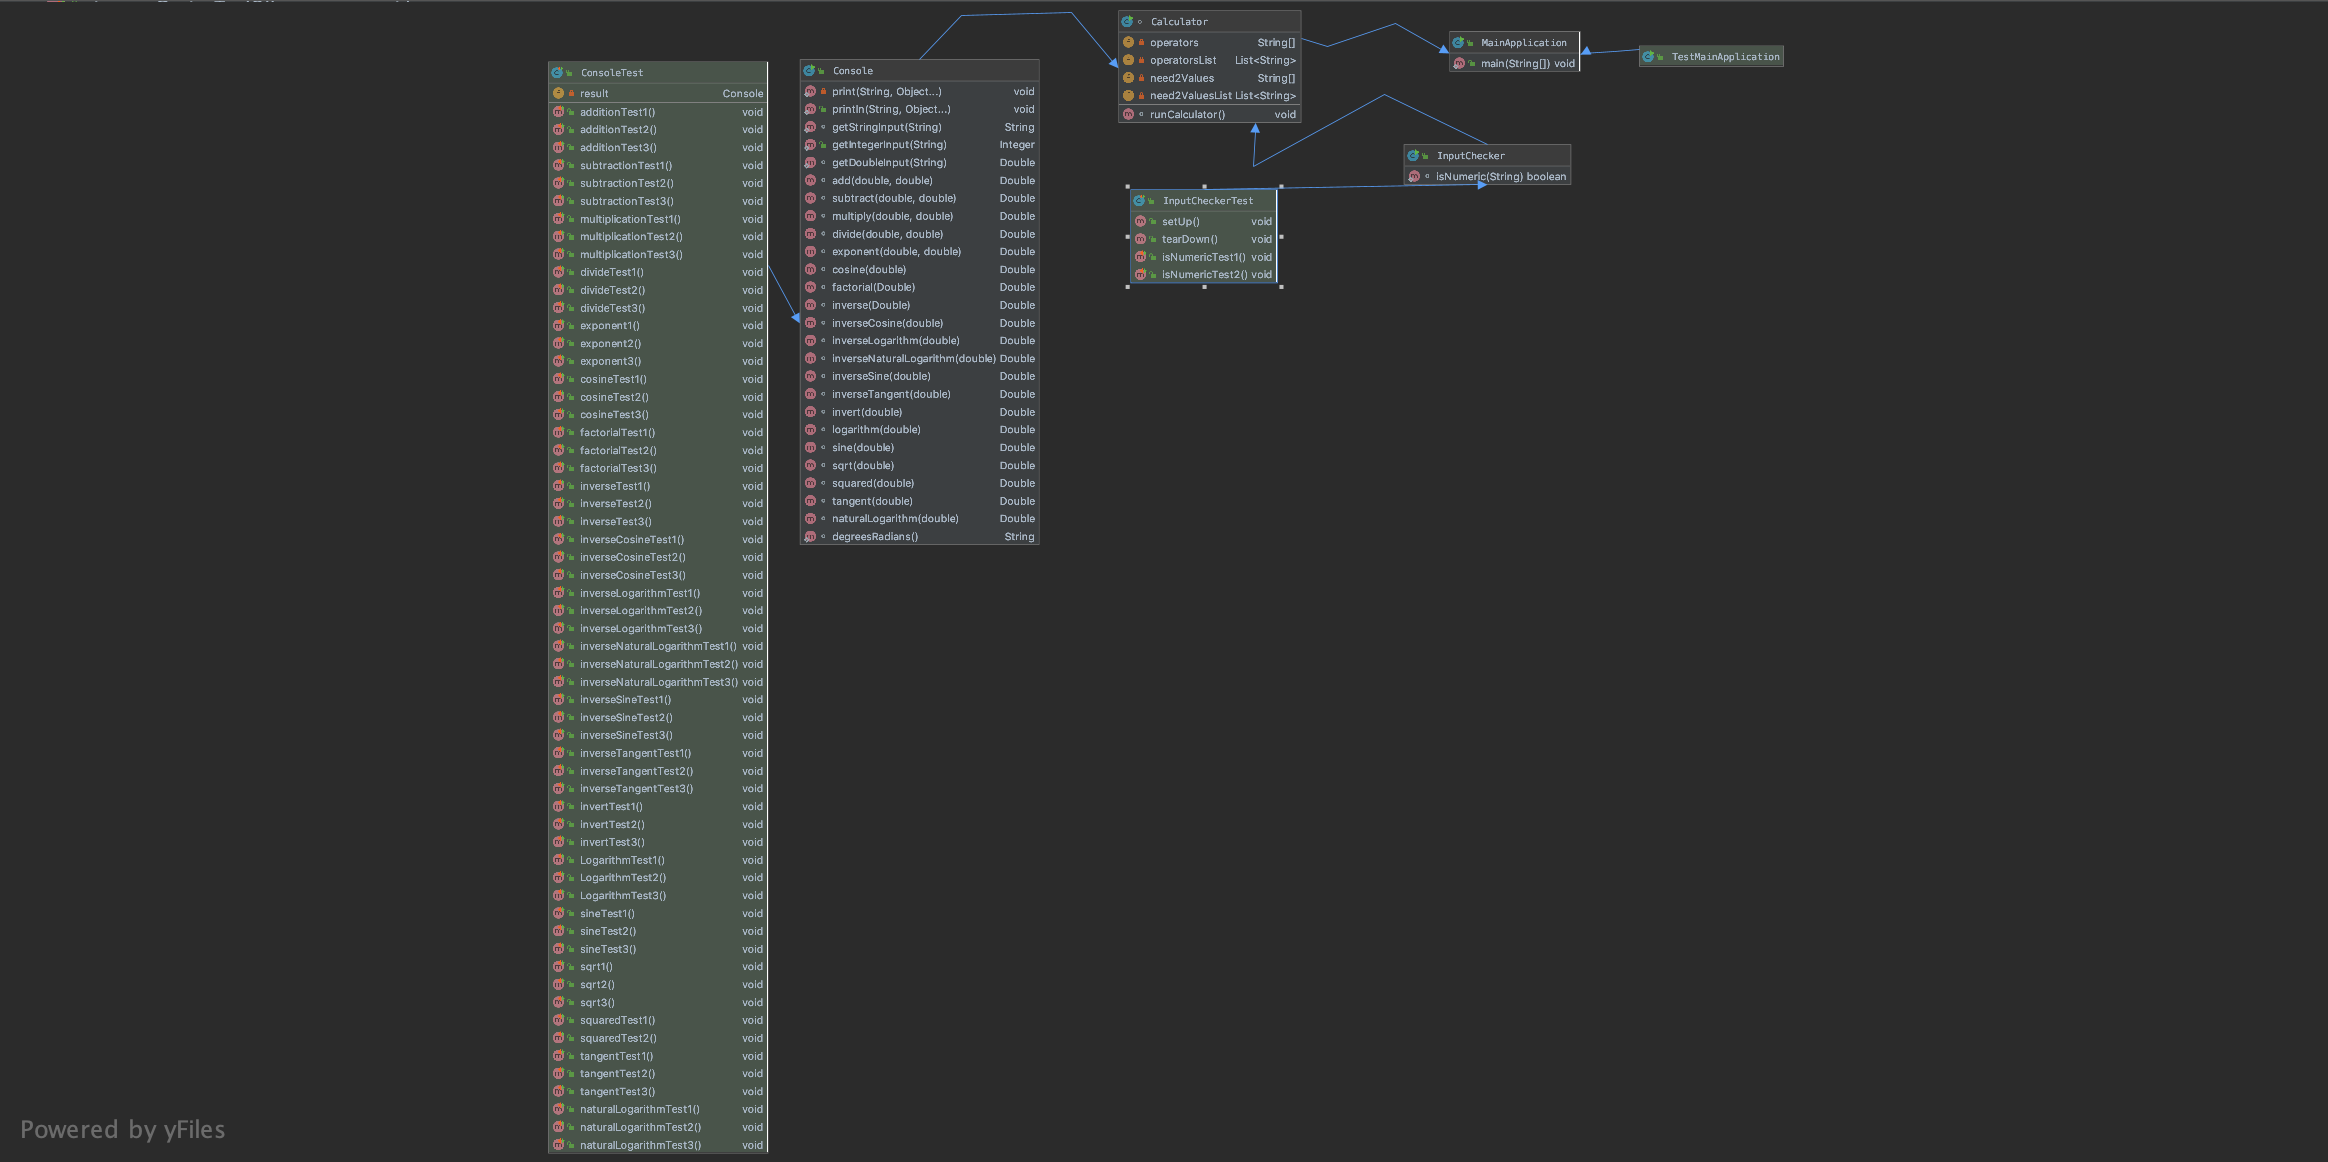 ConsoleTest
result Console
additionTest1() void
additionTest2() void
additionTest3() void
subtractionTest1() void
subtractionTest2() void
subtractionTest3() void
multiplicationTest1() void
multiplicationTest2() void
multiplicationTest3() void
divideTest1() void
divideTest2() void
divideTest3() void
exponent1() void
exponent2() void
exponent3() void
cosineTest1() void
cosineTest2() void
cosineTest3() void
factorialTest1() void
factorialTest2() void
factorialTest3() void
inverseTest1() void
inverseTest2() void
inverseTest3() void
inverseCosineTest1() void
inverseCosineTest2() void
inverseCosineTest3() void
inverseLogarithmTest1() void
inverseLogarithmTest2() void
inverseLogarithmTest3() void
inverseNaturalLogarithmTest1() void
inverseNaturalLogarithmTest2() void
inverseNaturalLogarithmTest3() void
inverseSineTest1() void
inverseSineTest2() void
inverseSineTest3() void
inverseTangentTest1() void
inverseTangentTest2() void
inverseTangentTest3() void
invertTest1() void
invertTest2() void
invertTest3() void
LogarithmTest1() void
LogarithmTest2() void
LogarithmTest3() void
sineTest1() void
sineTest2() void
sineTest3() void
sqrt1() void
sqrt2() void
sqrt3() void
squaredTest1() void
squaredTest2() void
tangentTest1() void
tangentTest2() void
tangentTest3() void
naturalLogarithmTest1() void
naturalLogarithmTest2() void
naturalLogarithmTest3() void
Console
print(String, Object...) void
println(String, Object...) void
getStringInput(String) String
getIntegerInput(String) Integer
getDoubleInput(String) Double
add(double, double) Double
subtract(double, double) Double
multiply(double, double) Double
divide(double, double) Double
exponent(double, double) Double
cosine(double) Double
factorial(Double) Double
inverse(Double) Double
inverseCosine(double) Double
inverseLogarithm(double) Double
inverseNaturalLogarithm(double) Double
inverseSine(double) Double
inverseTangent(double) Double
invert(double) Double
logarithm(double) Double
sine(double) Double
sqrt(double) Double
squared(double) Double
tangent(double) Double
naturalLogarithm(double) Double
degreesRadians() String
Calculator
operators String[]
operatorsList List<String>
need2Values String[]
need2ValuesList List<String>
runCalculator() void
MainApplication
main(String[]) void
TestMainApplication
InputChecker
isNumeric(String) boolean
InputCheckerTest
setUp() void
tearDown() void
isNumericTest1() void
isNumericTest2() void
Powered by yFiles